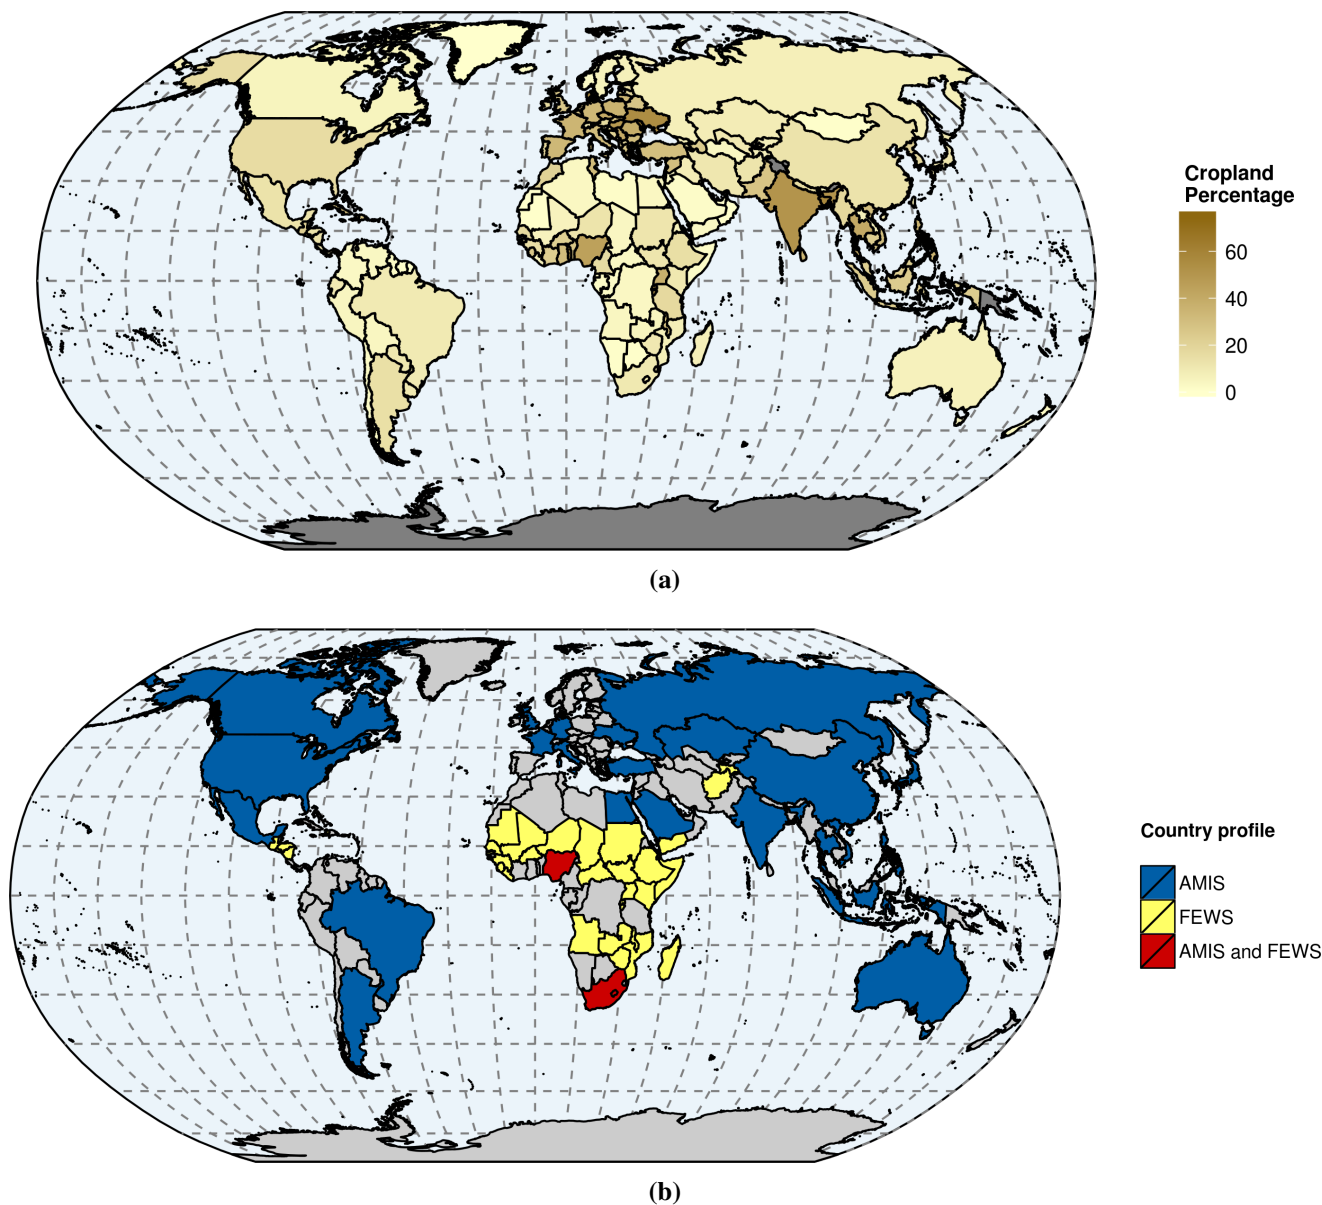 Cropland
Percentage
60
40
20
0
(a)
Country profile
AMIS
FEWS
AMIS and FEWS
(b)